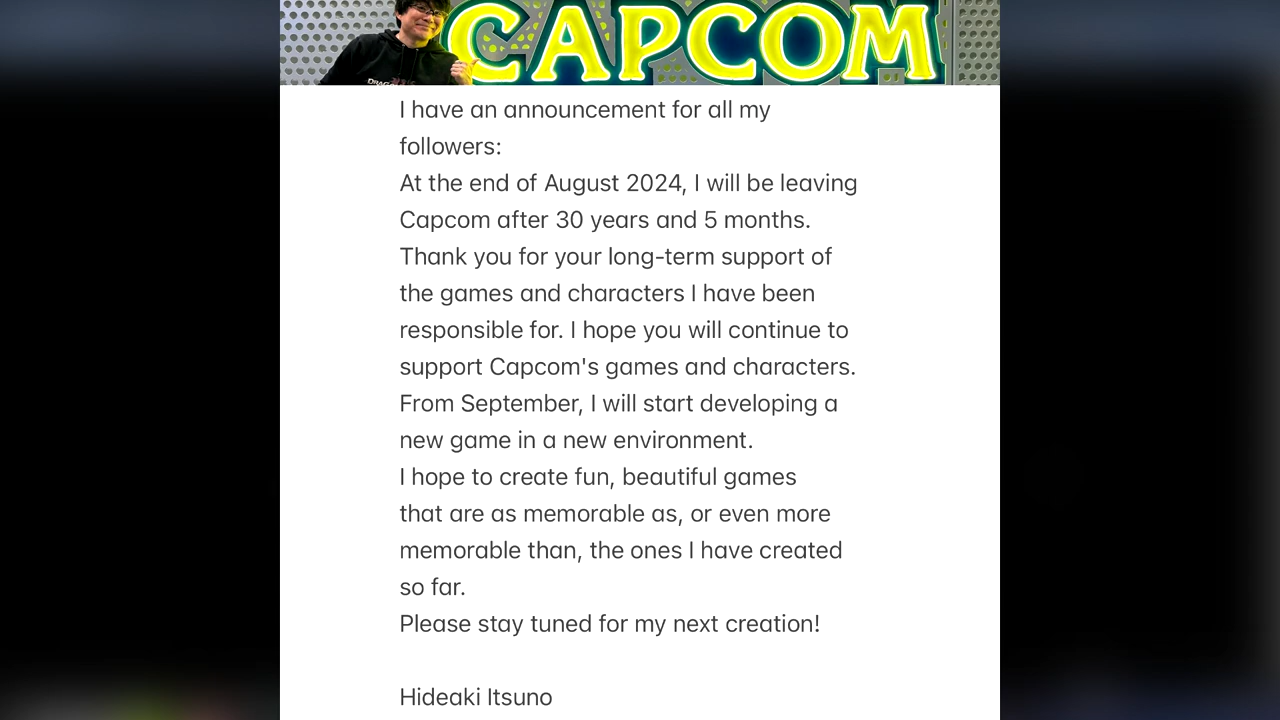 CAPCOM
I have an announcement for all my
followers:
At the end of August 2024, I will be leaving
Capcom after 30 years and 5 months.
Thank you for your long-term support of
the games and characters I have been
responsible for. I hope you will continue to
support Capcom's games and characters.
From September, I will start developing a
new game in a new environment.
I hope to create fun, beautiful games
that are as memorable as, or even more
memorable than, the ones I have created
so far.
Please stay tuned for my next creation!
Hideaki Itsuno